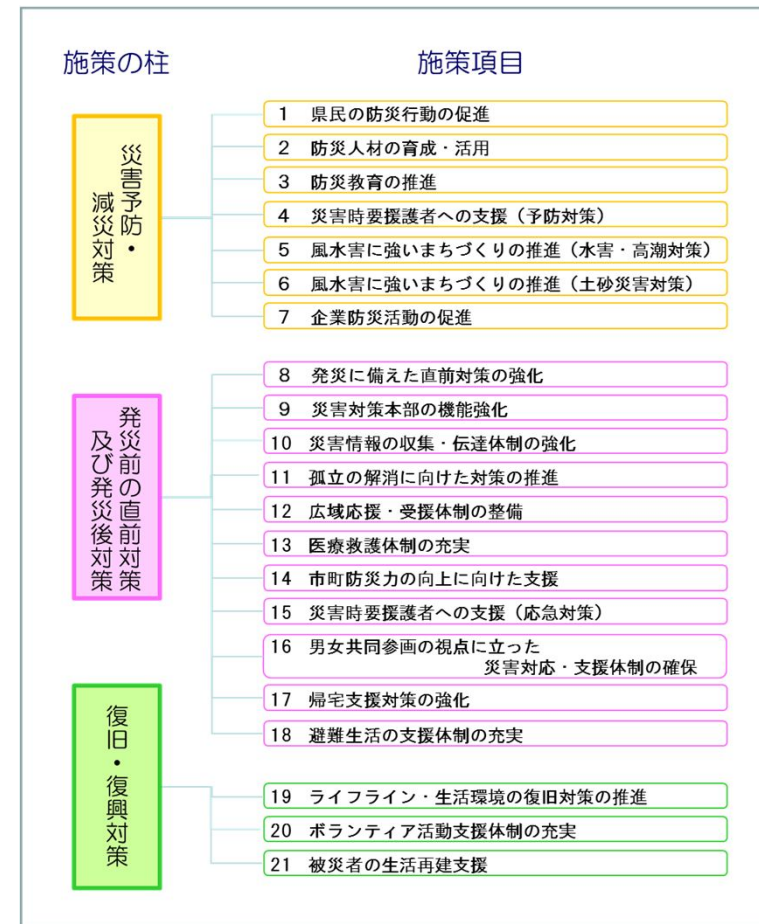 施策の柱
施策項目
災害予防・
減災対策
1 県民の防災行動の促進
2 防災人材の育成・活用
3 防災教育の推進
4 災害時要援護者への支援（予防対策）
5 風水害に強いまちづくりの推進（水害・高潮対策）
6 風水害に強いまちづくりの推進（土砂災害対策）
7 企業防災活動の促進
発災前の直前対策
及び発災後対策
8 発災に備えた直前対策の強化
9 災害対策本部の機能強化
10 災害情報の収集・伝達体制の強化
11 孤立の解消に向けた対策の推進
12 広域応援・受援体制の整備
13 医療救護体制の充実
14 市町防災力の向上に向けた支援
15 災害時要援護者への支援（応急対策）
16 男女共同参画の視点に立った
災害対応・支援体制の確保
17 帰宅支援対策の強化
18 避難生活の支援体制の充実
復旧・復興対策
19 ライフライン・生活環境の復旧対策の推進
20 ボランティア活動支援体制の充実
21 被災者の生活再建支援